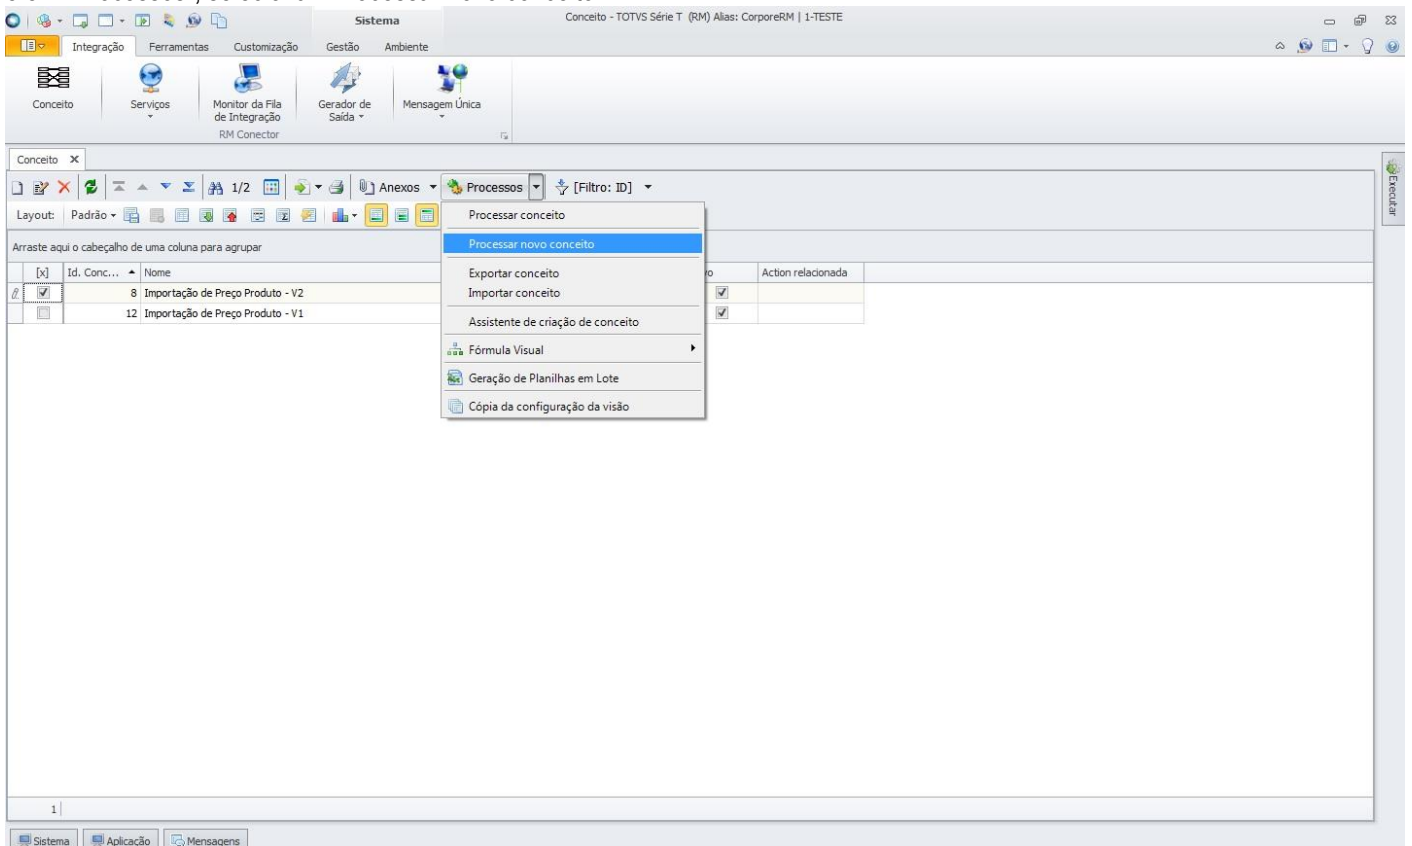 Sistema
Conceito - TOTVS Série T (RM) Alias: CorporeRM | 1-TESTE
Integração Ferramentas Customização Gestão Ambiente
Conceito
Serviços
Monitor da Fila de Integração
Gerador de Saída
Mensagem Única
RM Conector
Conceito X
1/2 Anexos Processos [Filtro: ID]
Executar
Layout: Padrão
Processar conceito
Arraste aqui o cabeçalho de uma coluna para agrupar
Processar novo conceito
[x] Id. Conc... Nome
Exportar conceito
vo Action relacionada
8 Importação de Preço Produto - V2
Importar conceito
12 Importação de Preço Produto - V1
Assistente de criação de conceito
Fórmula Visual
Geração de Planilhas em Lote
Cópia da configuração da visão
1
Sistema Aplicação Mensagens